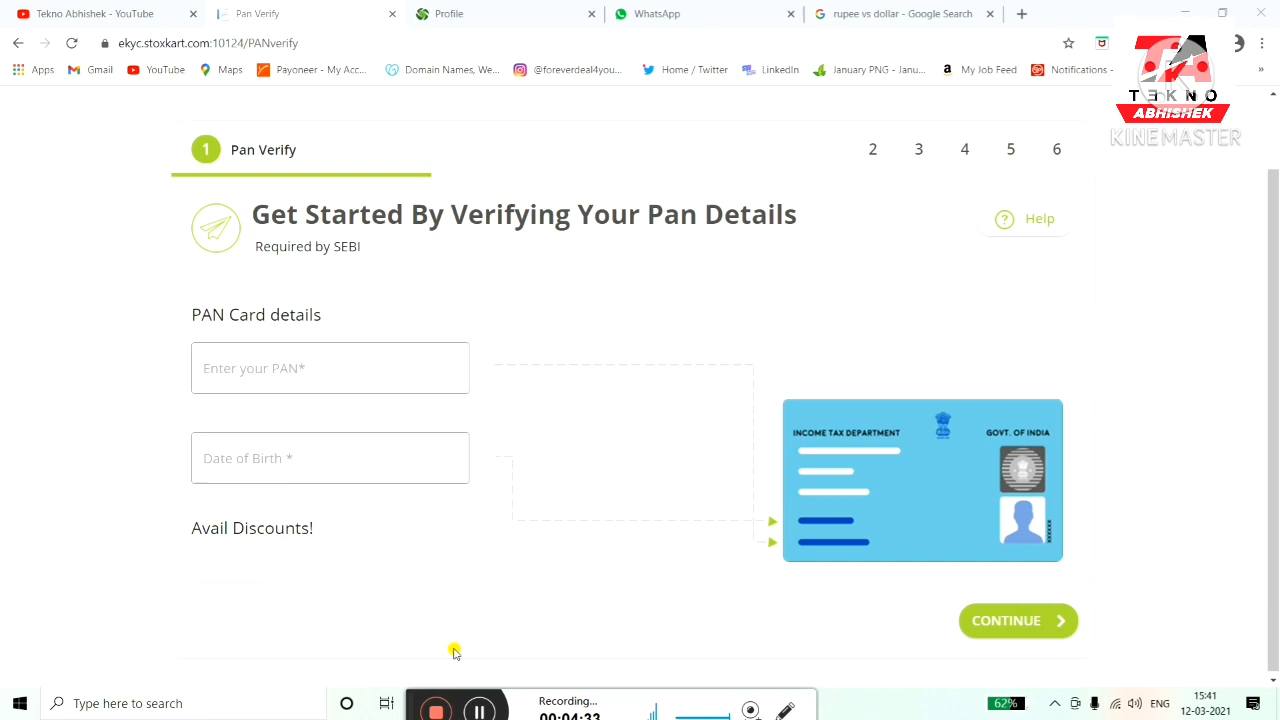 Tekno Abhishek - YouTube
Pan Verify
Profile
WhatsApp
rupee vs dollar - Google Search
ekyc.stoxkart.com:10124/PANverify
Apps
Gmail
YouTube
Maps
Payoneer - My Acc...
Domain Names, We...
@foreverdeal4you...
Home / Twitter
LinkedIn
January PNG - Janu...
My Job Feed
Notifications -
TA
TEKNO
ABHISHEK
KINEMASTER
1 Pan Verify 2 3 4 5 6
Get Started By Verifying Your Pan Details
Required by SEBI
? Help
PAN Card details
Enter your PAN*
Date of Birth *
INCOME TAX DEPARTMENT GOVT. OF INDIA
Avail Discounts!
CONTINUE
Type here to search
Recording...
00:04:33
62%
ENG
15:41
12-03-2021